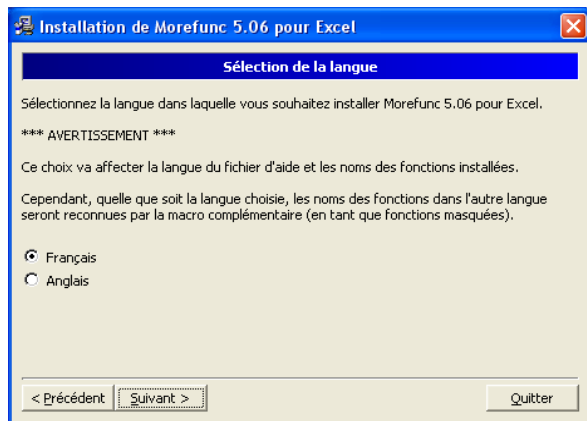 Installation de Morefunc 5.06 pour Excel
Sélection de la langue
Sélectionnez la langue dans laquelle vous souhaitez installer Morefunc 5.06 pour Excel.
*** AVERTISSEMENT ***
Ce choix va affecter la langue du fichier d'aide et les noms des fonctions installées.
Cependant, quelle que soit la langue choisie, les noms des fonctions dans l'autre langue
seront reconnues par la macro complémentaire (en tant que fonctions masquées).
Français
Anglais
< Précédent Suivant > Quitter